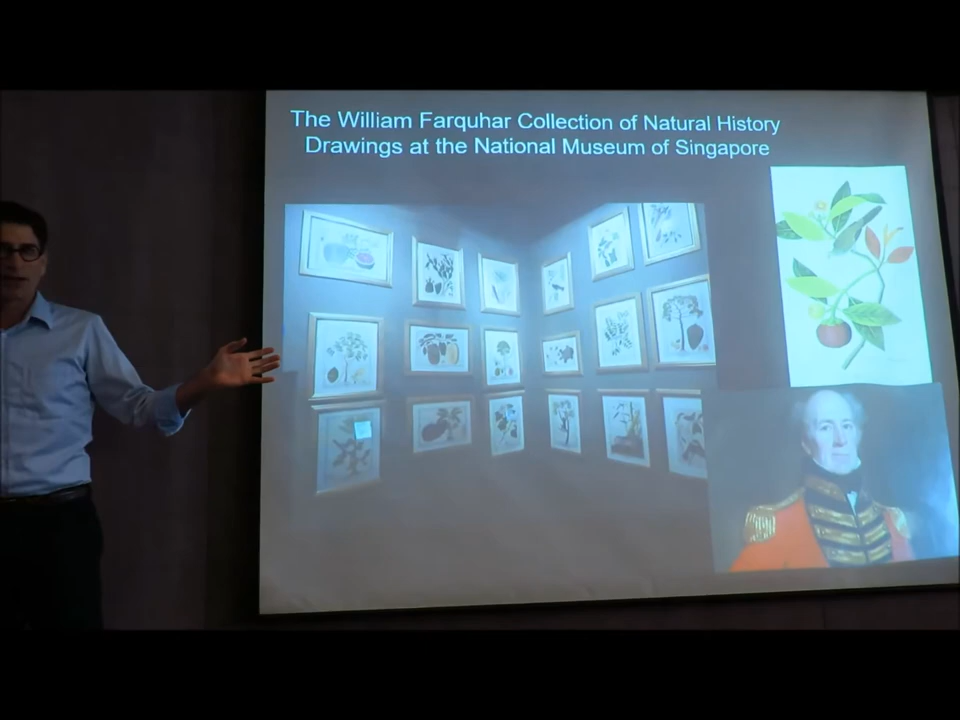 The William Farquhar Collection of Natural History
Drawings at the National Museum of Singapore